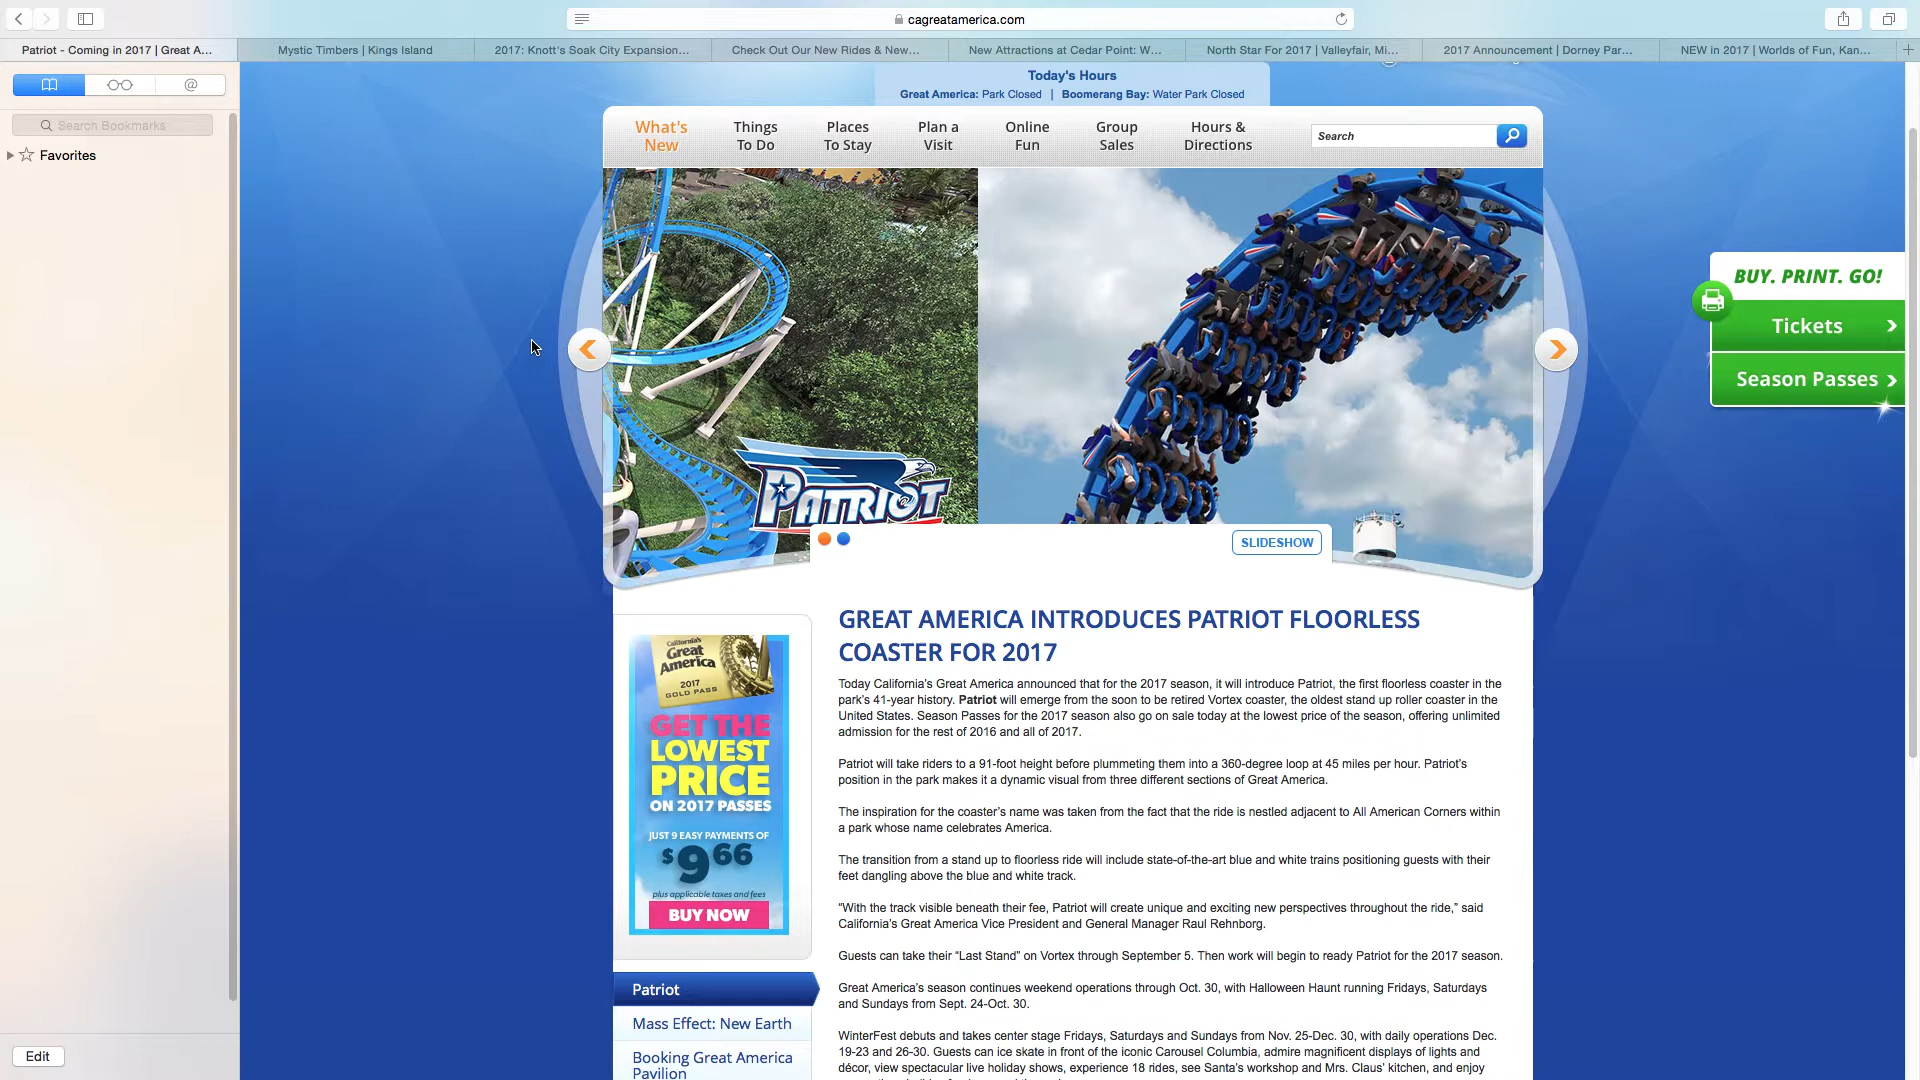 cagreatamerica.com
Patriot - Coming in 2017 | Great A...
Mystic Timbers | Kings Island
2017: Knott's Soak City Expansion...
Check Out Our New Rides & New...
New Attractions at Cedar Point: W...
North Star For 2017 | Valleyfair, Mi...
2017 Announcement | Dorney Par...
NEW in 2017 | Worlds of Fun, Kan...
Search Bookmarks
Favorites
Edit
Today's Hours
Great America: Park Closed | Boomerang Bay: Water Park Closed
What's New
Things To Do
Places To Stay
Plan a Visit
Online Fun
Group Sales
Hours & Directions
Search
BUY. PRINT. GO!
Tickets
Season Passes
PATRIOT
SLIDESHOW
California's
Great
America
2017
GOLD PASS
GET THE
LOWEST
PRICE
ON 2017 PASSES
JUST 9 EASY PAYMENTS OF
$9.66
plus applicable taxes and fees
BUY NOW
Patriot
Mass Effect: New Earth
Booking Great America
Pavilion
GREAT AMERICA INTRODUCES PATRIOT FLOORLESS
COASTER FOR 2017
Today California's Great America announced that for the 2017 season, it will introduce Patriot, the first floorless coaster in the
park's 41-year history. Patriot will emerge from the soon to be retired Vortex coaster, the oldest stand up roller coaster in the
United States. Season Passes for the 2017 season also go on sale today at the lowest price of the season, offering unlimited
admission for the rest of 2016 and all of 2017.
Patriot will take riders to a 91-foot height before plummeting them into a 360-degree loop at 45 miles per hour. Patriot's
position in the park makes it a dynamic visual from three different sections of Great America.
The inspiration for the coaster's name was taken from the fact that the ride is nestled adjacent to All American Corners within
a park whose name celebrates America.
The transition from a stand up to floorless ride will include state-of-the-art blue and white trains positioning guests with their
feet dangling above the blue and white track.
“With the track visible beneath their fee, Patriot will create unique and exciting new perspectives throughout the ride,” said
California's Great America Vice President and General Manager Raul Rehnborg.
Guests can take their “Last Stand” on Vortex through September 5. Then work will begin to ready Patriot for the 2017 season.
Great America's season continues weekend operations through Oct. 30, with Halloween Haunt running Fridays, Saturdays
and Sundays from Sept. 24-Oct. 30.
WinterFest debuts and takes center stage Fridays, Saturdays and Sundays from Nov. 25-Dec. 30, with daily operations Dec.
19-23 and 26-30. Guests can ice skate in front of the iconic Carousel Columbia, admire magnificent displays of lights and
décor, view spectacular live holiday shows, experience 18 rides, see Santa's workshop and Mrs. Claus' kitchen, and enjoy